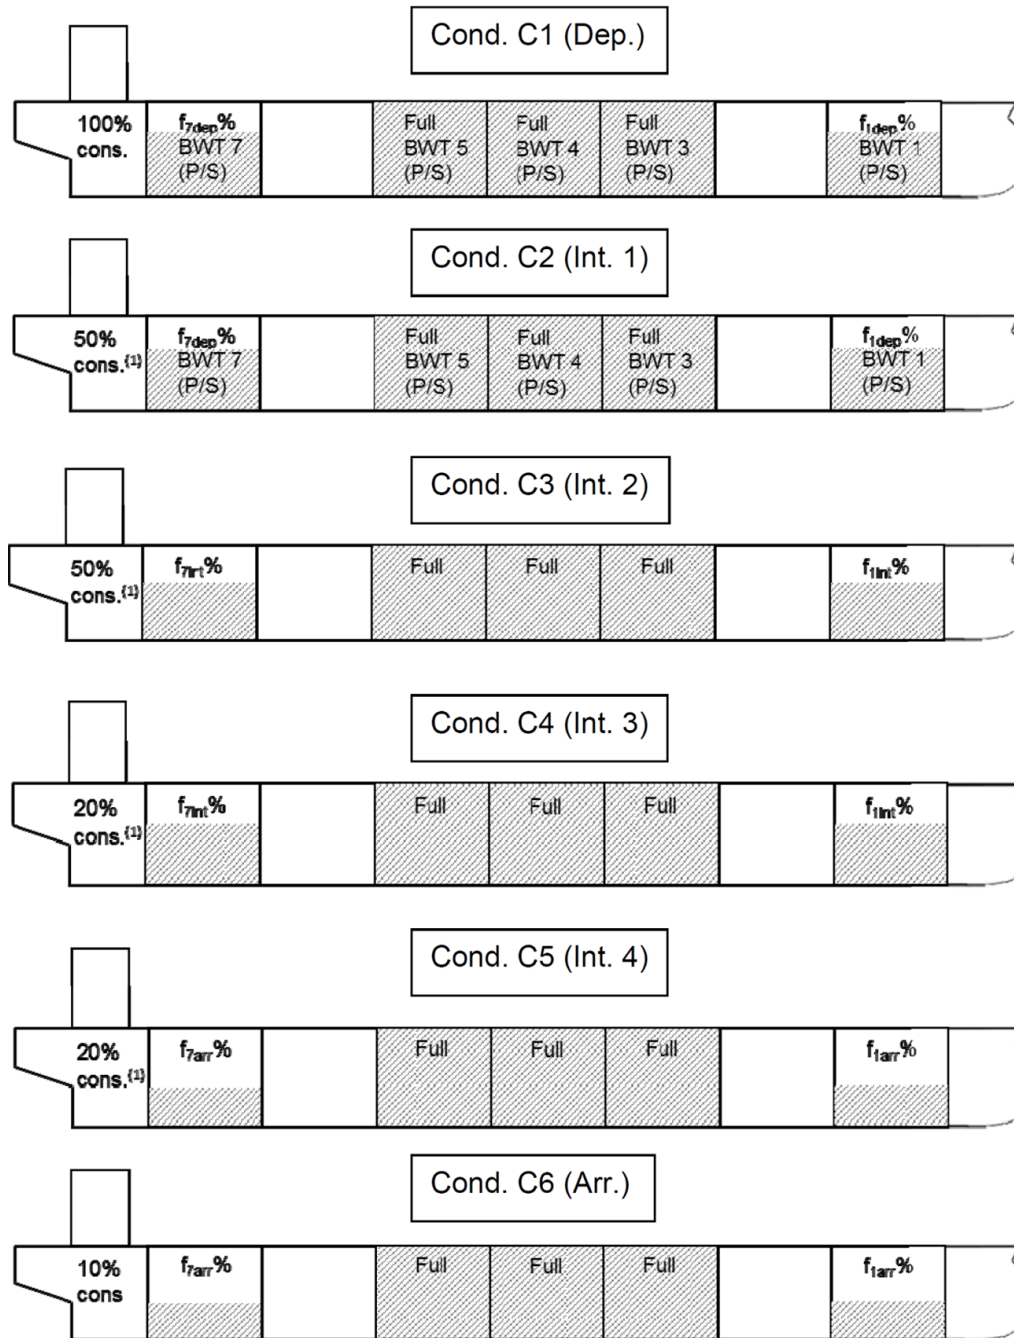 Cond. C1 (Dep.)
100%
cons.
f7dep%
BWT 7
(P/S)
Full
BWT 5
(P/S)
Full
BWT 4
(P/S)
Full
BWT 3
(P/S)
f1dep%
BWT 1
(P/S)
Cond. C2 (Int. 1)
50%
cons.{1}
f7dep%
BWT 7
(P/S)
Full
BWT 5
(P/S)
Full
BWT 4
(P/S)
Full
BWT 3
(P/S)
f1dep%
BWT 1
(P/S)
Cond. C3 (Int. 2)
50%
cons.{1}
f7int%
Full
Full
Full
f1int%
Cond. C4 (Int. 3)
20%
cons.{1}
f7int%
Full
Full
Full
f1int%
Cond. C5 (Int. 4)
20%
cons.{1}
f7arr%
Full
Full
Full
f1arr%
Cond. C6 (Arr.)
10%
cons
f7arr%
Full
Full
Full
f1arr%